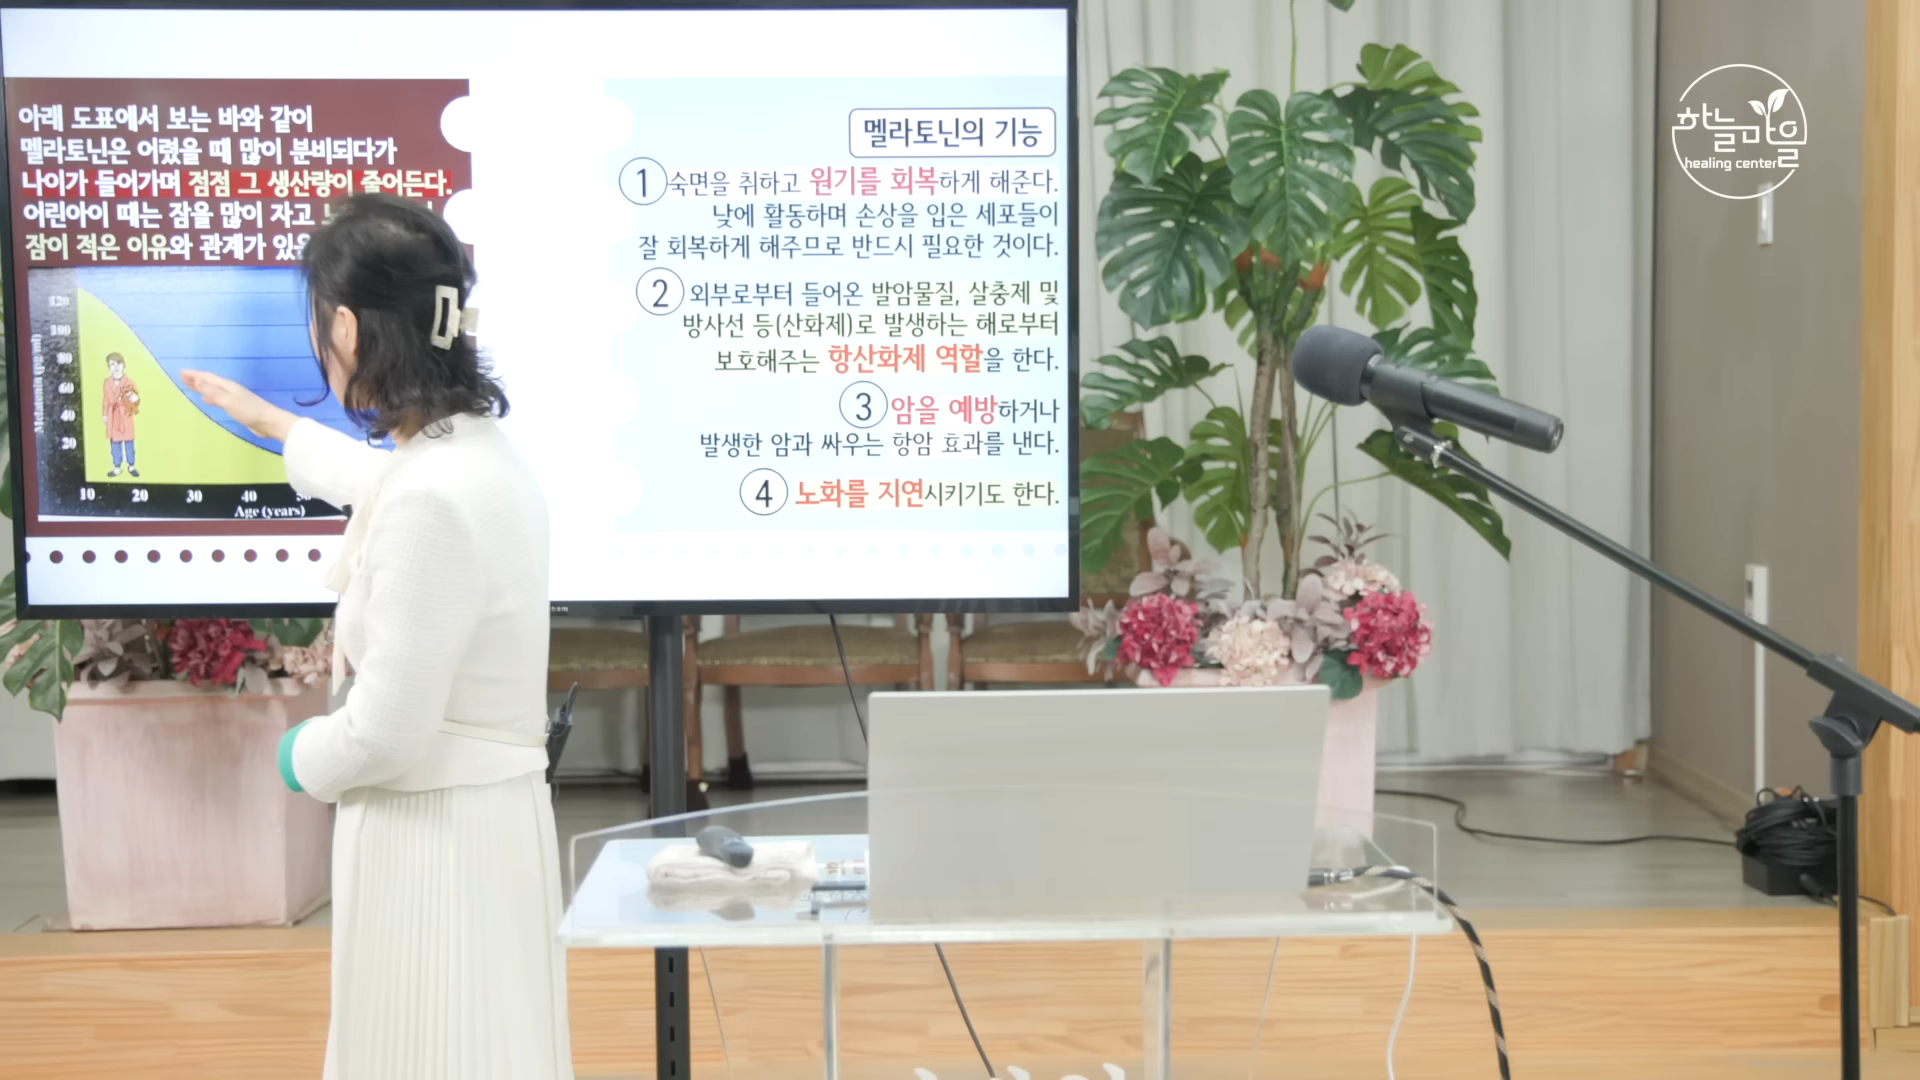 아래 도표에서 보는 바와 같이
멜라토닌은 어렸을 때 많이 분비되다가
나이가 들어가며 점점 그 생산량이 줄어든다.
어린아이 때는 잠을 많이 자고
잠이 적은 이유와 관계가
120
100
80
60
40
20
Melatonin (pg/ml)
10 20 30 40
Age (years)
멜라토닌의 기능
1 숙면을 취하고 원기를 회복하게 해준다.
낮에 활동하며 손상을 입은 세포들이
잘 회복하게 해주므로 반드시 필요한 것이다.
2 외부로부터 들어온 발암물질, 살충제 및
방사선 등(산화제)로 발생하는 해로부터
보호해주는 항산화제 역할을 한다.
3 암을 예방하거나
발생한 암과 싸우는 항암 효과를 낸다.
4 노화를 지연시키기도 한다.
하늘마을
healing center